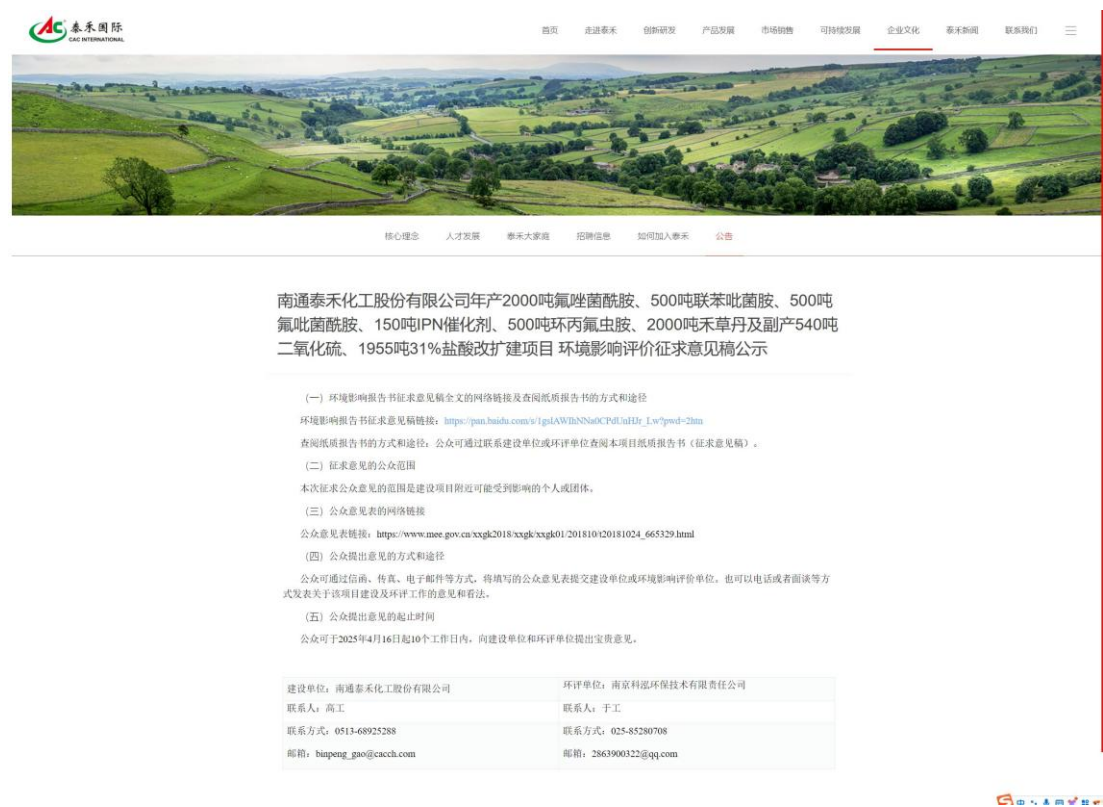 泰禾国际
CAC INTERNATIONAL
首页 走进泰禾 创新研发 产品发展 市场销售 可持续发展 企业文化 泰禾新闻 联系我们
核心理念 人才发展 泰禾大家庭 招聘信息 如何加入泰禾 公告
南通泰禾化工股份有限公司年产2000吨氟唑菌酰胺、500吨联苯吡菌胺、500吨
氟吡菌酰胺、150吨IPN催化剂、500吨环丙氟虫胺、2000吨禾草丹及副产540吨
二氧化硫、1955吨31%盐酸改扩建项目 环境影响评价征求意见稿公示
（一）环境影响报告书征求意见稿全文的网络链接及查阅纸质报告书的方式和途径
环境影响报告书征求意见稿链接：https://pan.baidu.com/s/1gslAWIhNNa0CPdUuHJr_Lw?pwd=2htn
查阅纸质报告书的方式和途径：公众可通过联系建设单位或环评单位查阅本项目纸质报告书（征求意见稿）。
（二）征求意见的公众范围
本次征求公众意见的范围是建设项目附近可能受到影响的个人或团体。
（三）公众意见表的网络链接
公众意见表链接：https://www.mee.gov.cn/xxgk2018/xxgk/xxgk01/201810/t20181024_665329.html
（四）公众提出意见的方式和途径
公众可通过信函、传真、电子邮件等方式，将填写的公众意见表提交建设单位或环境影响评价单位，也可以电话或者面谈等方
式发表关于该项目建设及环评工作的意见和看法。
（五）公众提出意见的起止时间
公众可于2025年4月16日起10个工作日内，向建设单位和环评单位提出宝贵意见。
建设单位：南通泰禾化工股份有限公司 环评单位：南京科泓环保技术有限责任公司
联系人：高工 联系人：于工
联系方式：0513-68925288 联系方式：025-85280708
邮箱：binpeng_gao@cacch.com 邮箱：2863900322@qq.com
中